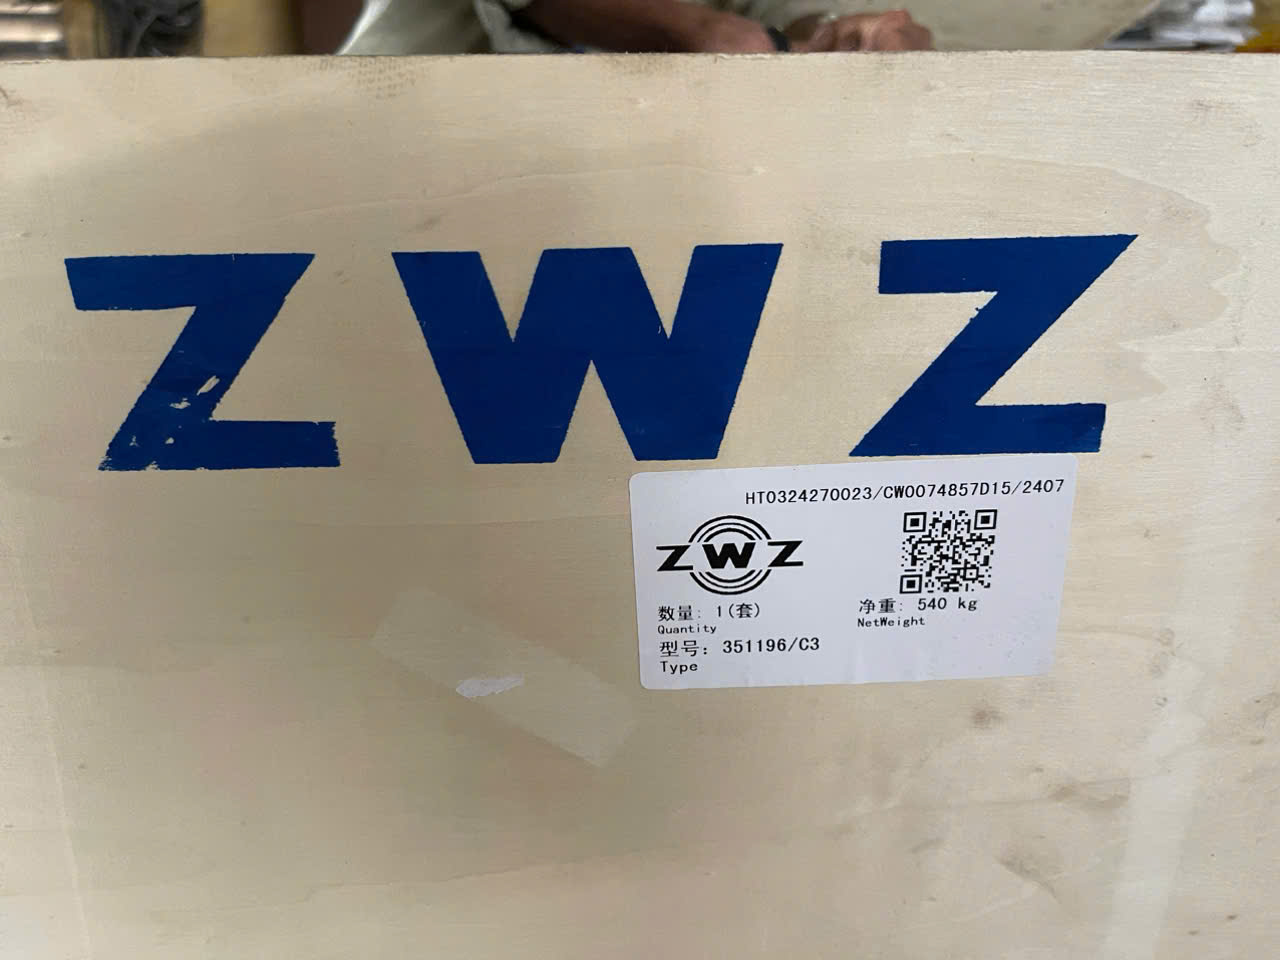 ZWZ
HT0324270023/CW0074857D15/2407
ZWZ
数量: 1(套)
Quantity
净重: 540 kg
NetWeight
型号: 351196/C3
Type